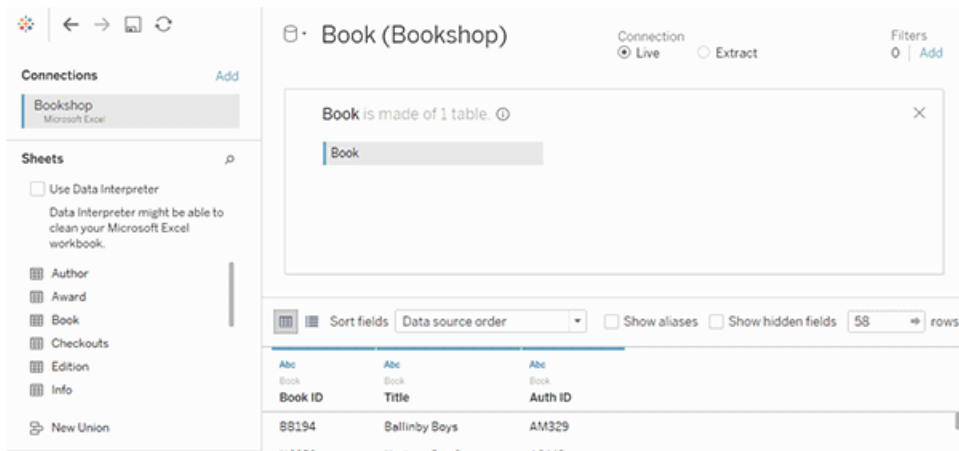 Book (Bookshop)
Connection
Live
Extract
Filters
0 | Add
Connections
Add
Bookshop
Microsoft Excel
Book is made of 1 table.
Book
Sheets
Use Data Interpreter
Data Interpreter might be able to
clean your Microsoft Excel
workbook.
Author
Award
Book
Checkouts
Edition
Info
New Union
Sort fields
Data source order
Show aliases
Show hidden fields
58
rows
Abc
Abc
Abc
Book
Book
Book
Book ID
Title
Auth ID
BB194
Ballinby Boys
AM329